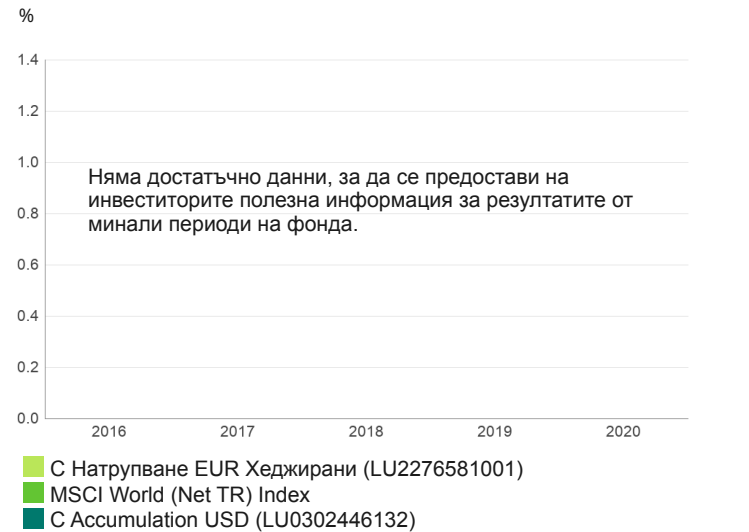 %
1.4
1.2
1.0
Няма достатъчно данни, за да се предостави на
инвеститорите полезна информация за резултатите от
0.8
минали периоди на фонда.
0.6
0.4
0.2
0.0
2016 2017 2018 2019 2020
С Натрупване EUR Хеджирани (LU2276581001)
MSCI World (Net TR) Index
C Accumulation USD (LU0302446132)